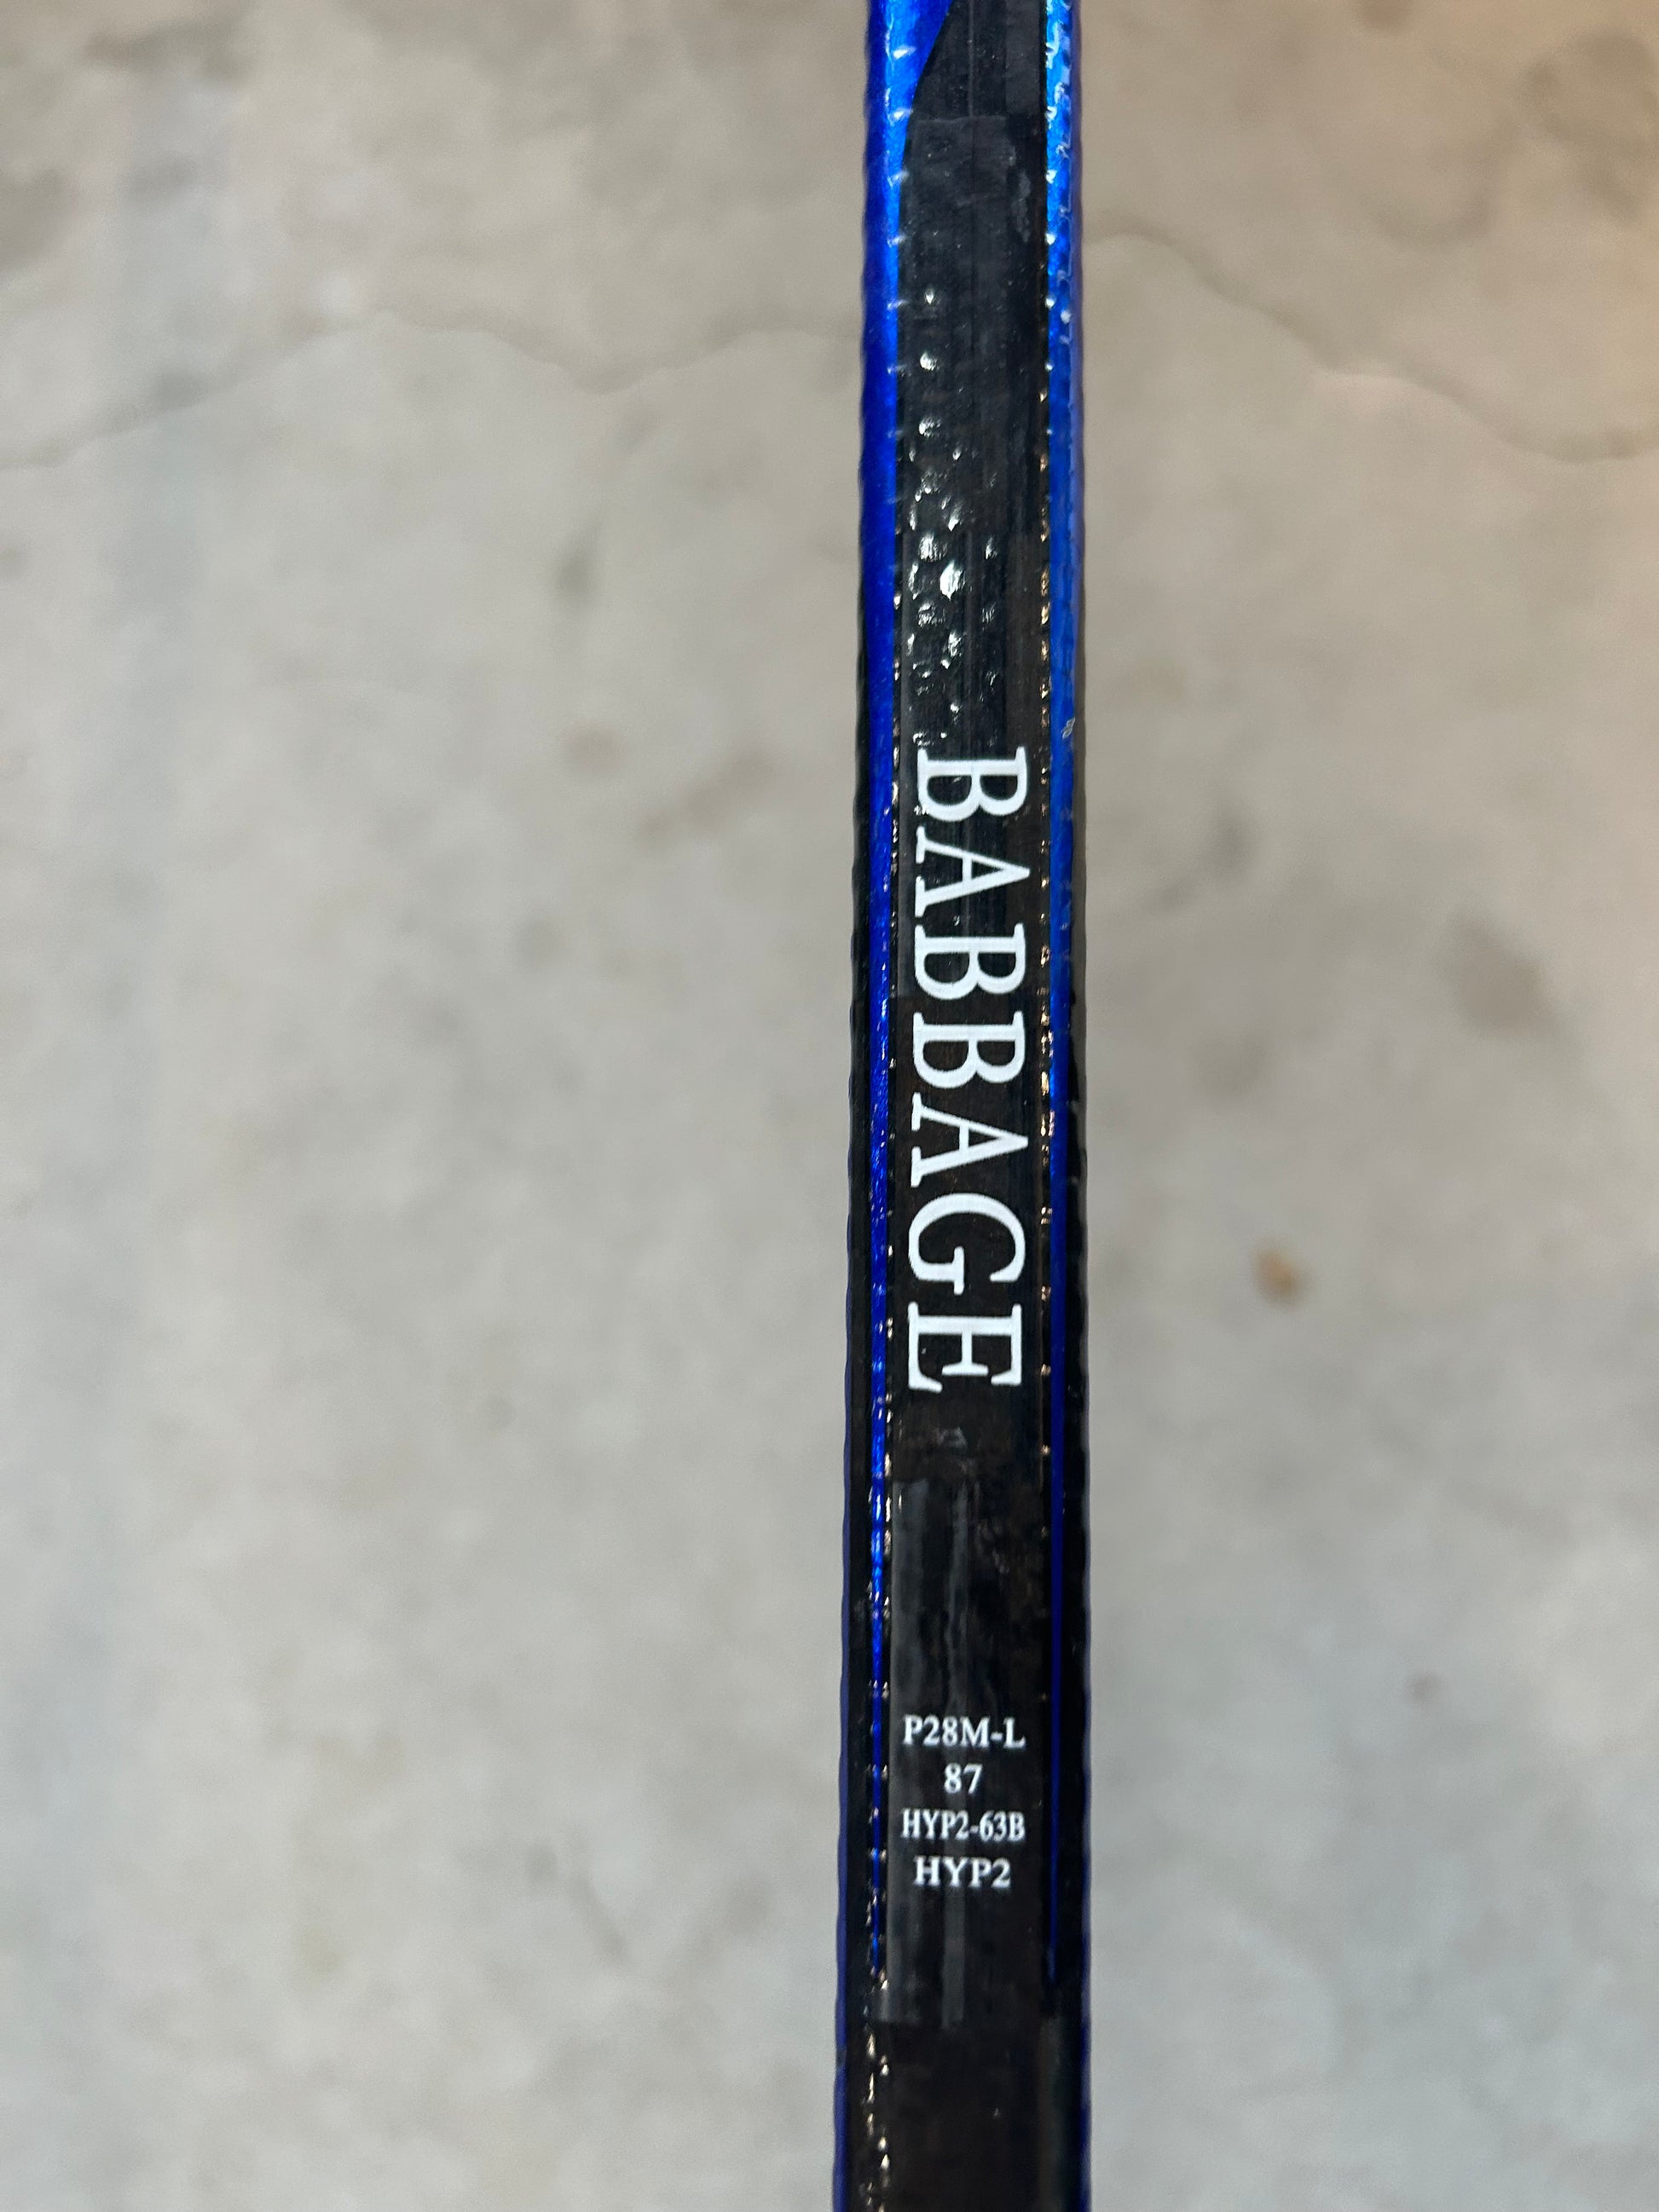 BABBAGE
P28M-L
87
HYP2-63B
HYP2